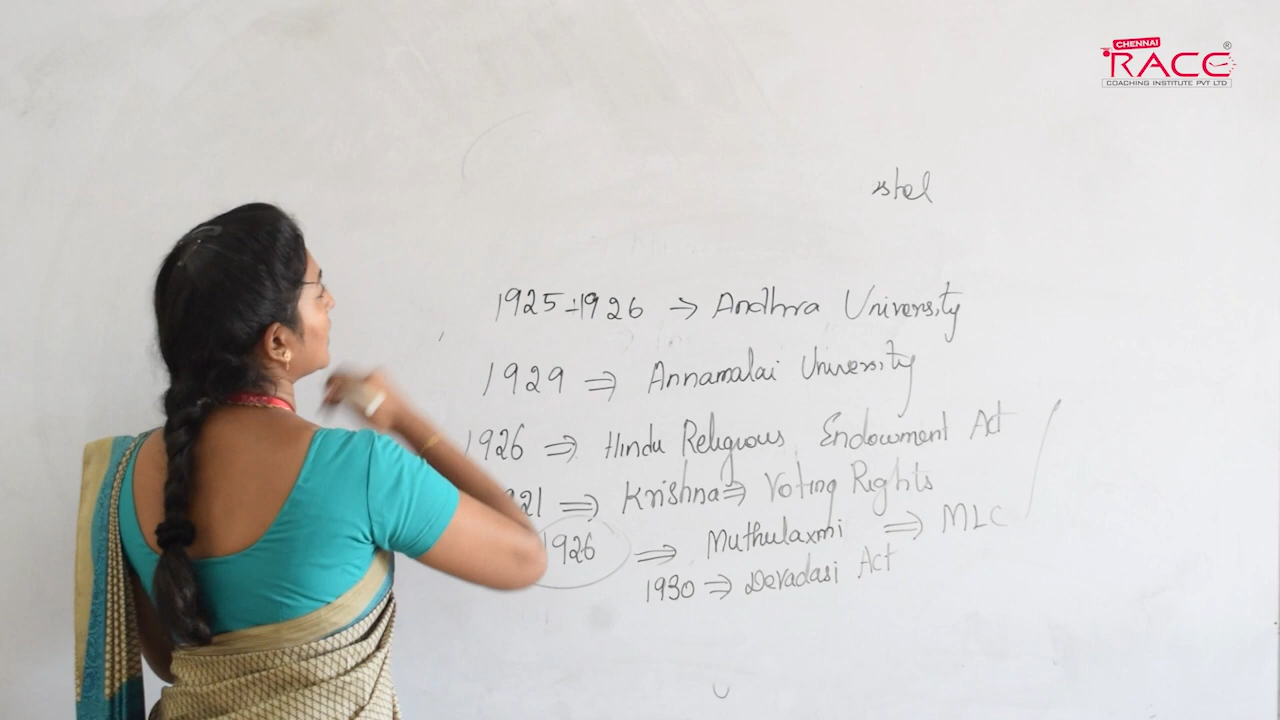 CHENNAI
RACE
COACHING INSTITUTE PVT LTD
1925-1926 → Andhra University
1929 ⇒ Annamalai University
1926 ⇒ Hindu Religious Endowment Act
21 ⇒ Krishna ⇒ Voting Rights
1926 ⇒ Muthulaxmi ⇒ MLC
1930 ⇒ Devadasi Act